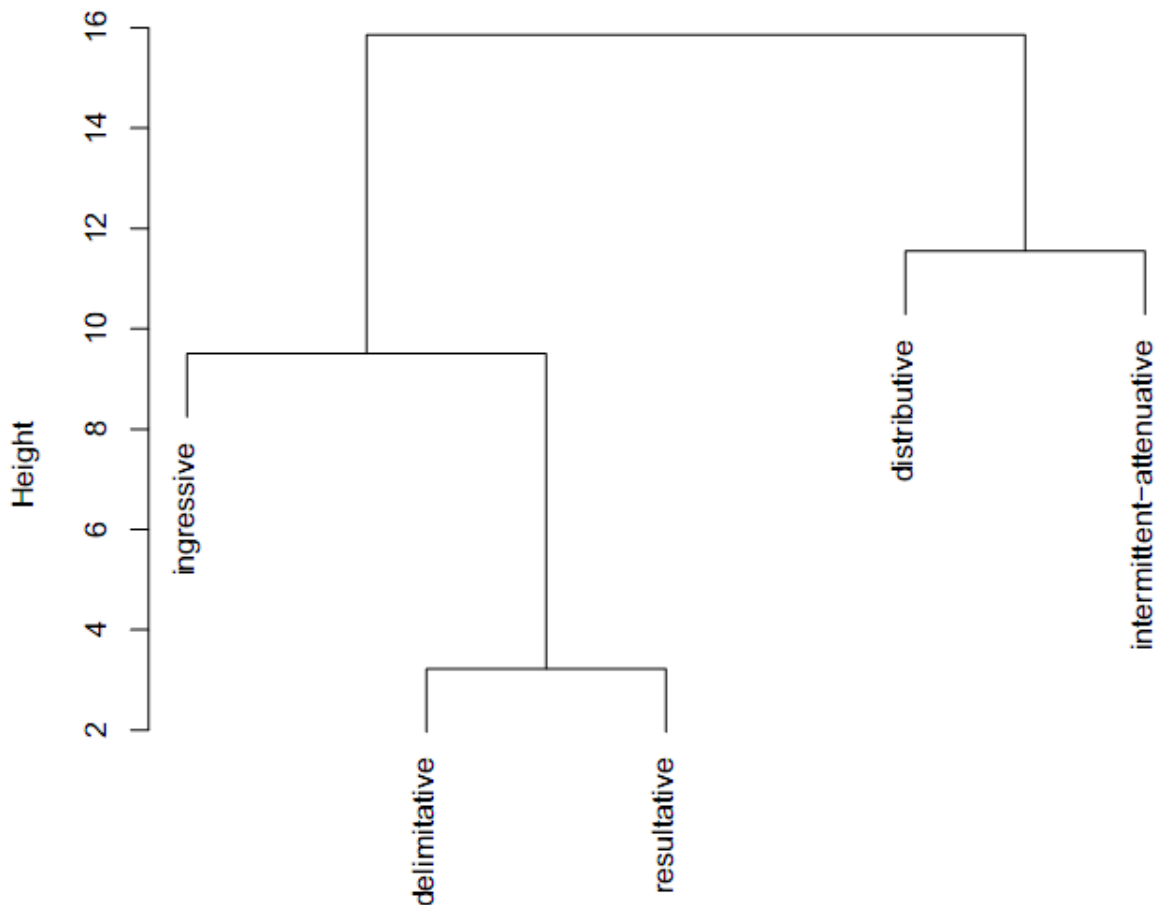 16
14
12
10
8
6
4
2
Height
ingressive
delimitative
resultative
distributive
intermittent-attenuative